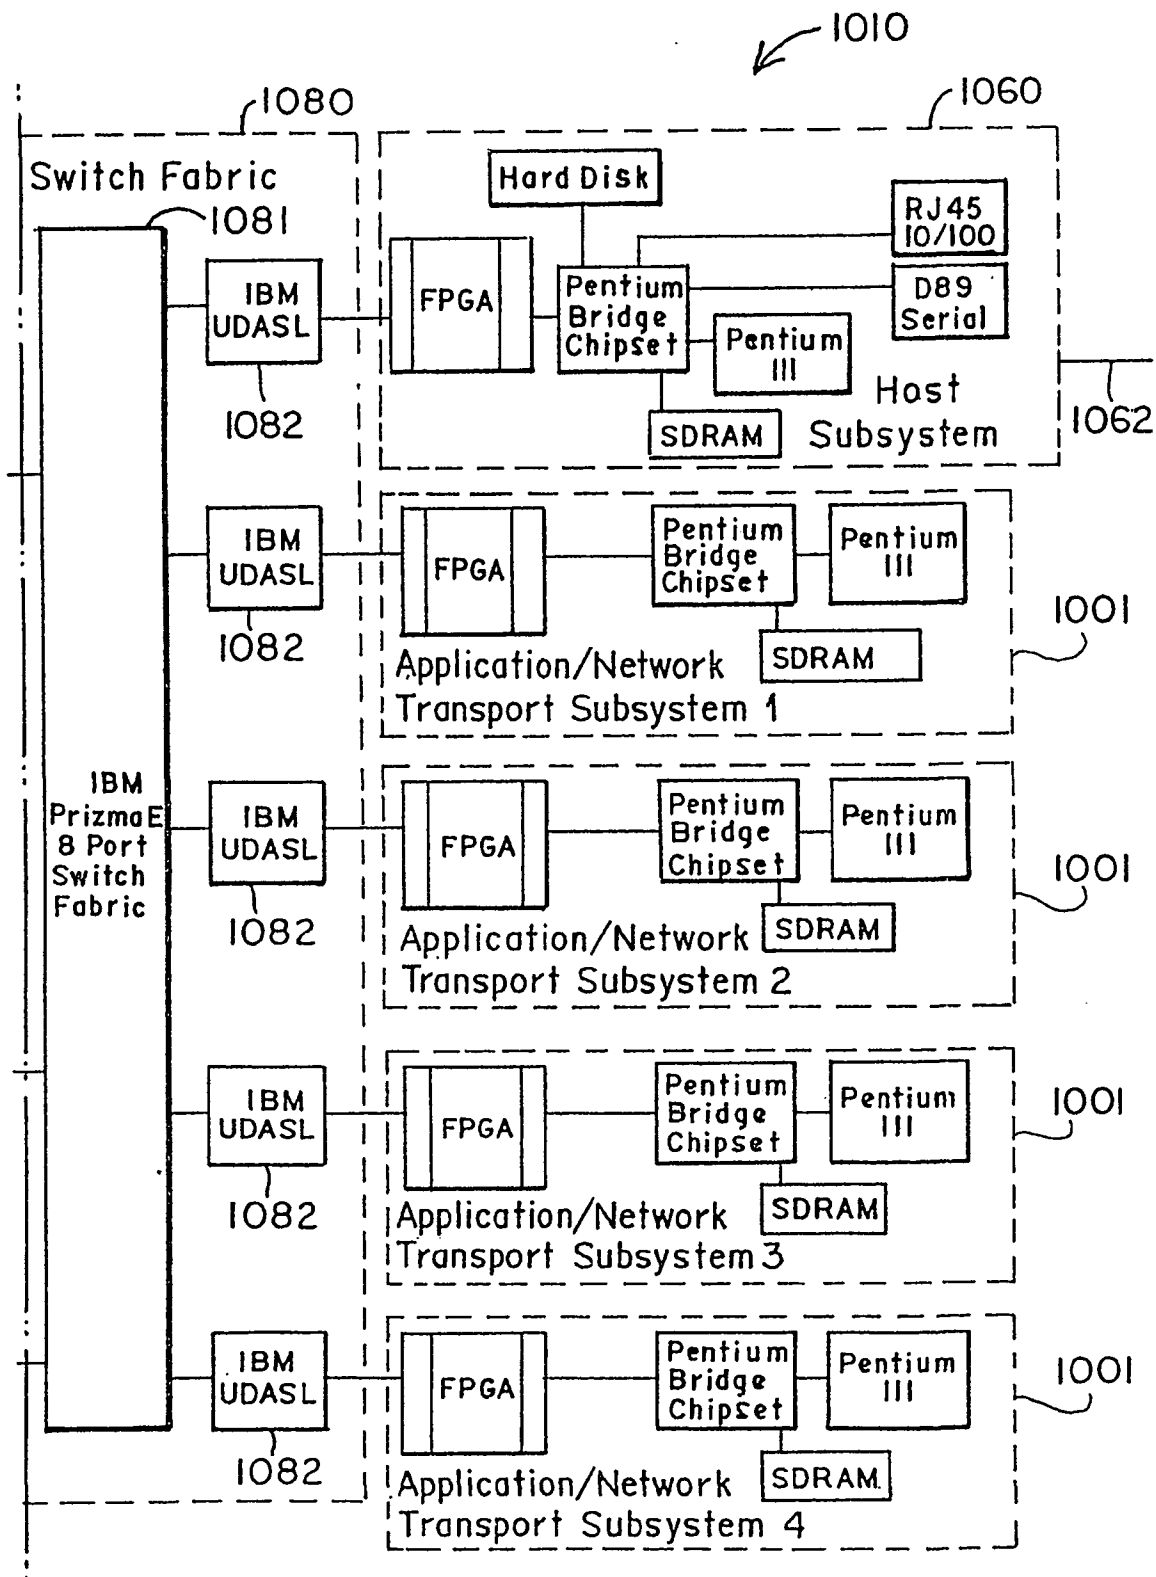 1010
1080
1060
Switch Fabric
1081
Hard Disk
RJ45
10/100
IBM
UDASL
FPGA
Pentium
Bridge
Chipset
D89
Serial
Pentium
III
1082
SDRAM
Host
Subsystem
1062
IBM
UDASL
1082
FPGA
Pentium
Bridge
Chipset
Pentium
III
SDRAM
1001
Application/Network
Transport Subsystem 1
IBM
PrizmaE
8 Port
Switch
Fabric
IBM
UDASL
1082
FPGA
Pentium
Bridge
Chipset
Pentium
III
SDRAM
1001
Application/Network
Transport Subsystem 2
IBM
UDASL
1082
FPGA
Pentium
Bridge
Chipset
Pentium
III
SDRAM
1001
Application/Network
Transport Subsystem 3
IBM
UDASL
1082
FPGA
Pentium
Bridge
Chipset
Pentium
III
SDRAM
1001
Application/Network
Transport Subsystem 4